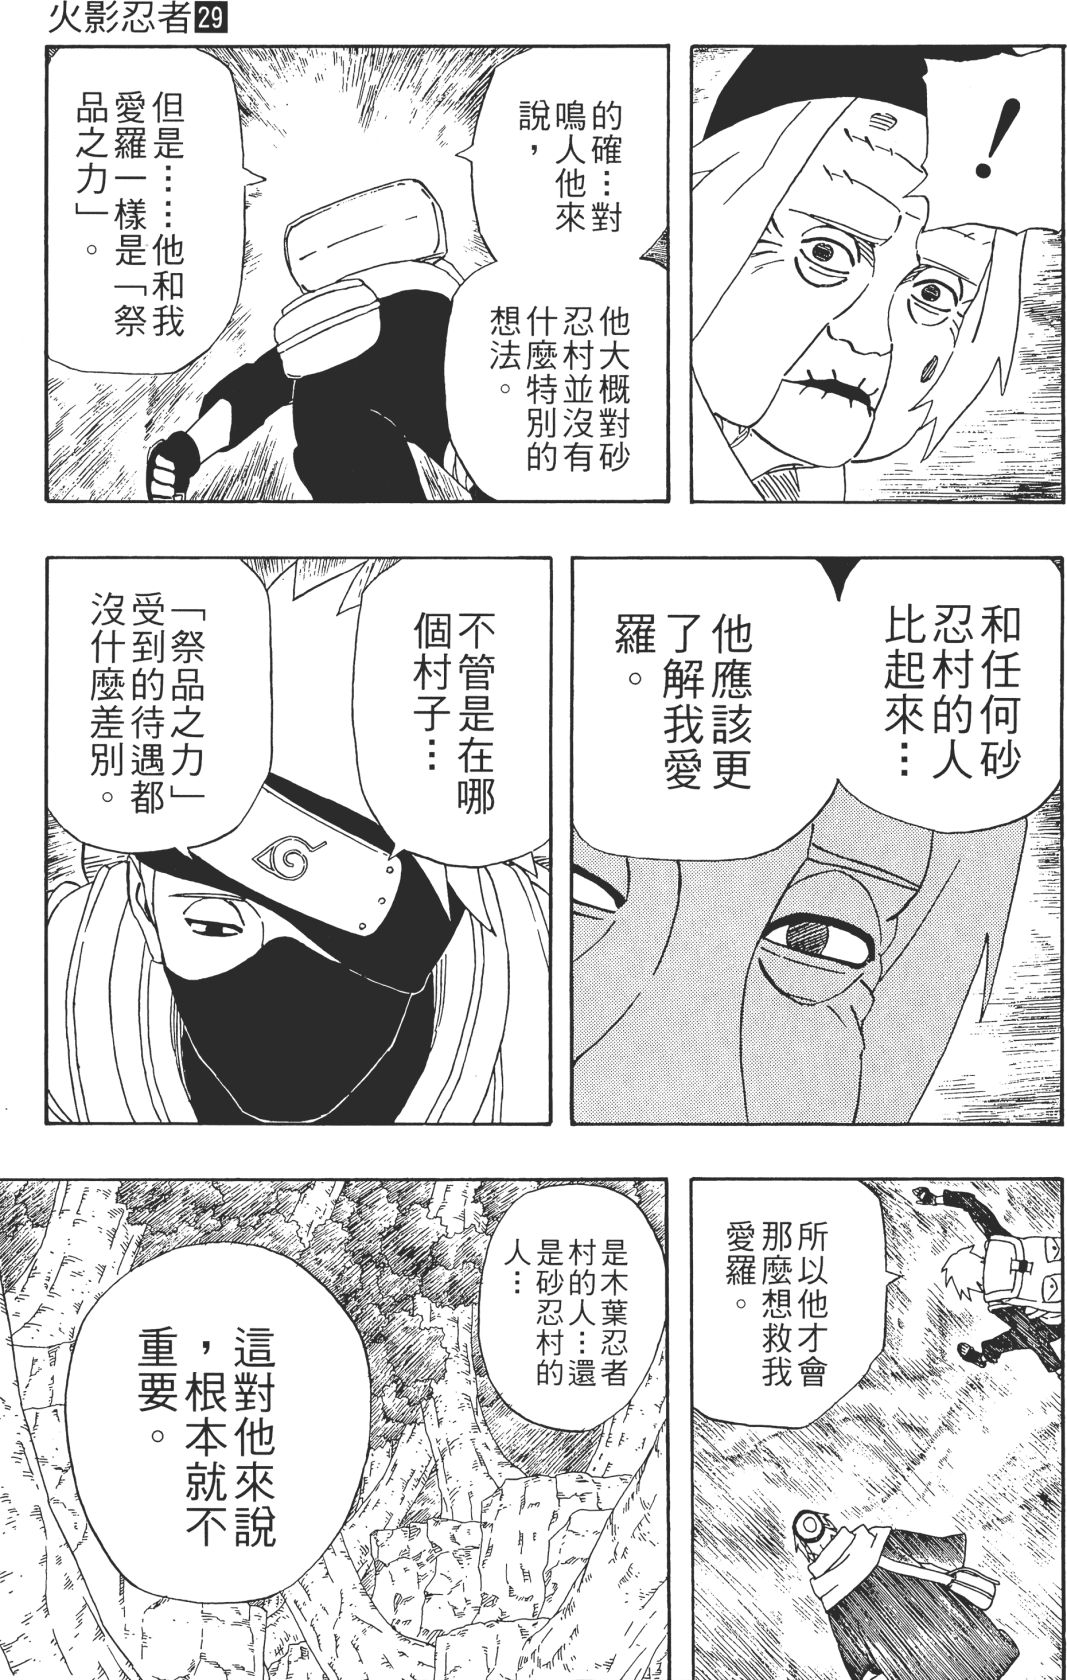 火影忍者29
！
的確⋯對
鳴人他來
說，
他大概對砂
忍村並沒有
什麼特別的
想法。
但是⋯⋯他和我
愛羅一樣是「祭
品之力」。
和任何砂
忍村的人
比起來⋯
他應該更
了解我愛
羅。
不管是在哪
個村子⋯
「祭品之力」
受到的待遇都
沒什麼差別。
所以他才會
那麼想救我
愛羅。
是木葉忍者
村的人⋯還
是砂忍村的
人⋯
這對他來說
，根本就不
重要。